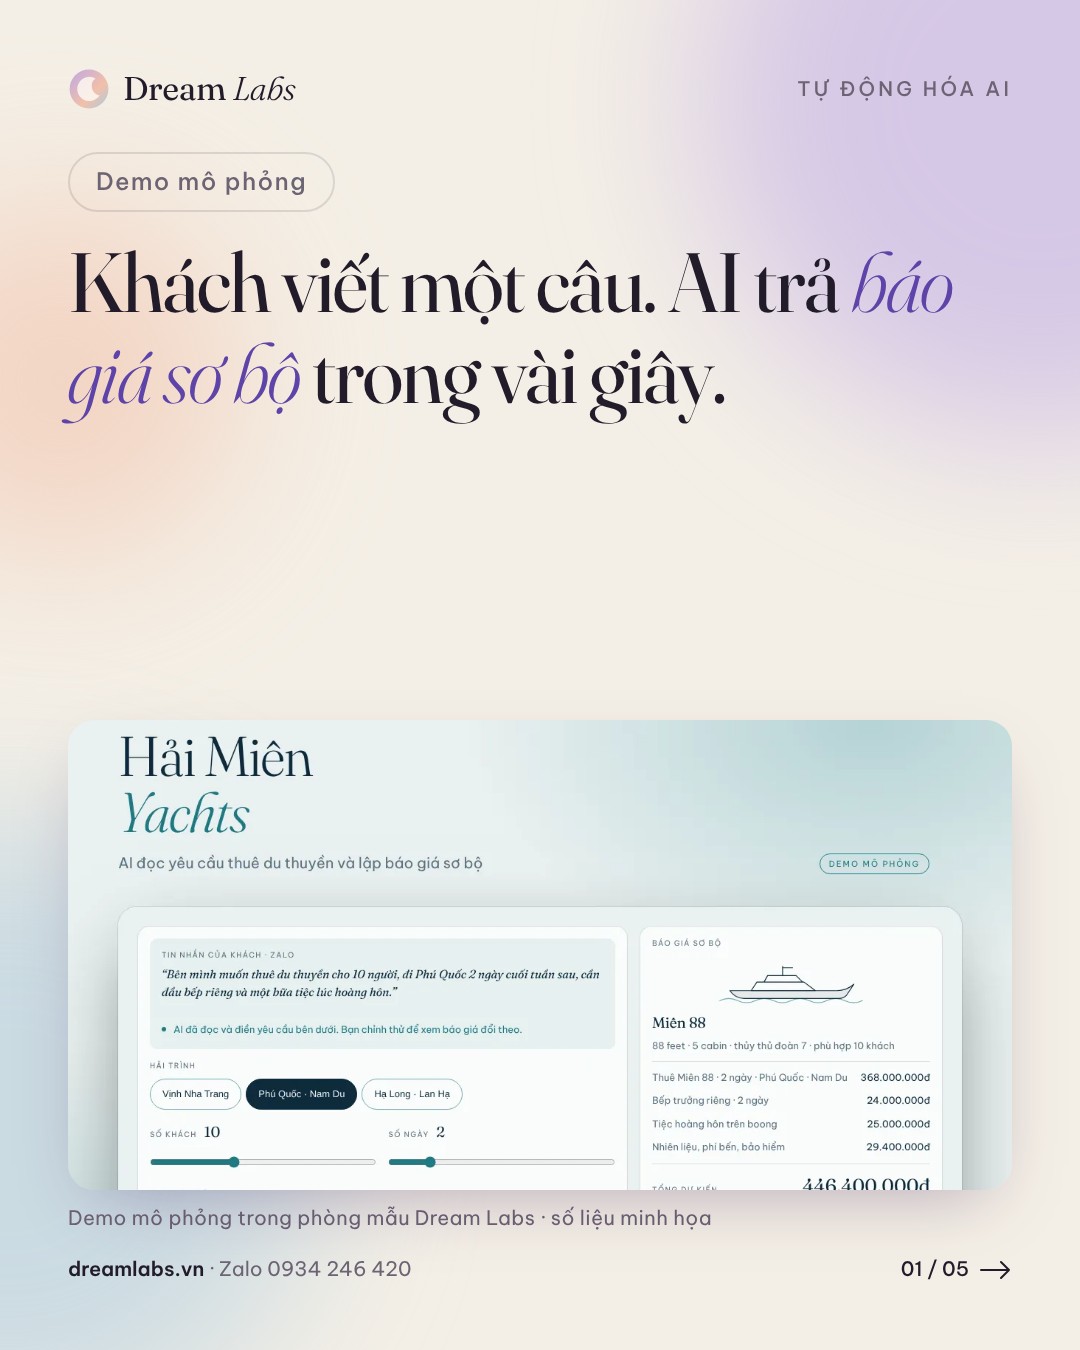 Dream Labs
TỰ ĐỘNG HÓA AI
Demo mô phỏng
Khách viết một câu. AI trả báo
giá sơ bộ trong vài giây.
Hải Miên
Yachts
AI đọc yêu cầu thuê du thuyền và lập báo giá sơ bộ
DEMO MÔ PHỎNG
TIN NHẮN CỦA KHÁCH · ZALO
“Bên mình muốn thuê du thuyền cho 10 người, đi Phú Quốc 2 ngày cuối tuần sau, cần
đầu bếp riêng và một bữa tiệc lúc hoàng hôn.”
AI đã đọc và điền yêu cầu bên dưới. Bạn chỉnh thử để xem báo giá đổi theo.
HẢI TRÌNH
Vịnh Nha Trang
Phú Quốc · Nam Du
Hạ Long · Lan Hạ
SỐ KHÁCH 10
SỐ NGÀY 2
BÁO GIÁ SƠ BỘ
Miên 88
88 feet · 5 cabin · thủy thủ đoàn 7 · phù hợp 10 khách
Thuê Miên 88 · 2 ngày · Phú Quốc · Nam Du 368.000.000đ
Bếp trưởng riêng · 2 ngày 24.000.000đ
Tiệc hoàng hôn trên boong 25.000.000đ
Nhiên liệu, phí bến, bảo hiểm 29.400.000đ
TỔNG DỰ KIẾN 446.400.000đ
Demo mô phỏng trong phòng mẫu Dream Labs · số liệu minh họa
dreamlabs.vn · Zalo 0934 246 420
01 / 05